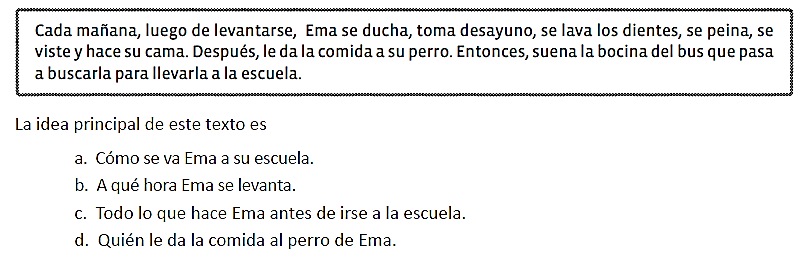 Cada mañana, luego de levantarse, Ema se ducha, toma desayuno, se lava los dientes, se peina, se
viste y hace su cama. Después, le da la comida a su perro. Entonces, suena la bocina del bus que pasa
a buscarla para llevarla a la escuela.
La idea principal de este texto es
a. Cómo se va Ema a su escuela.
b. A qué hora Ema se levanta.
c. Todo lo que hace Ema antes de irse a la escuela.
d. Quién le da la comida al perro de Ema.